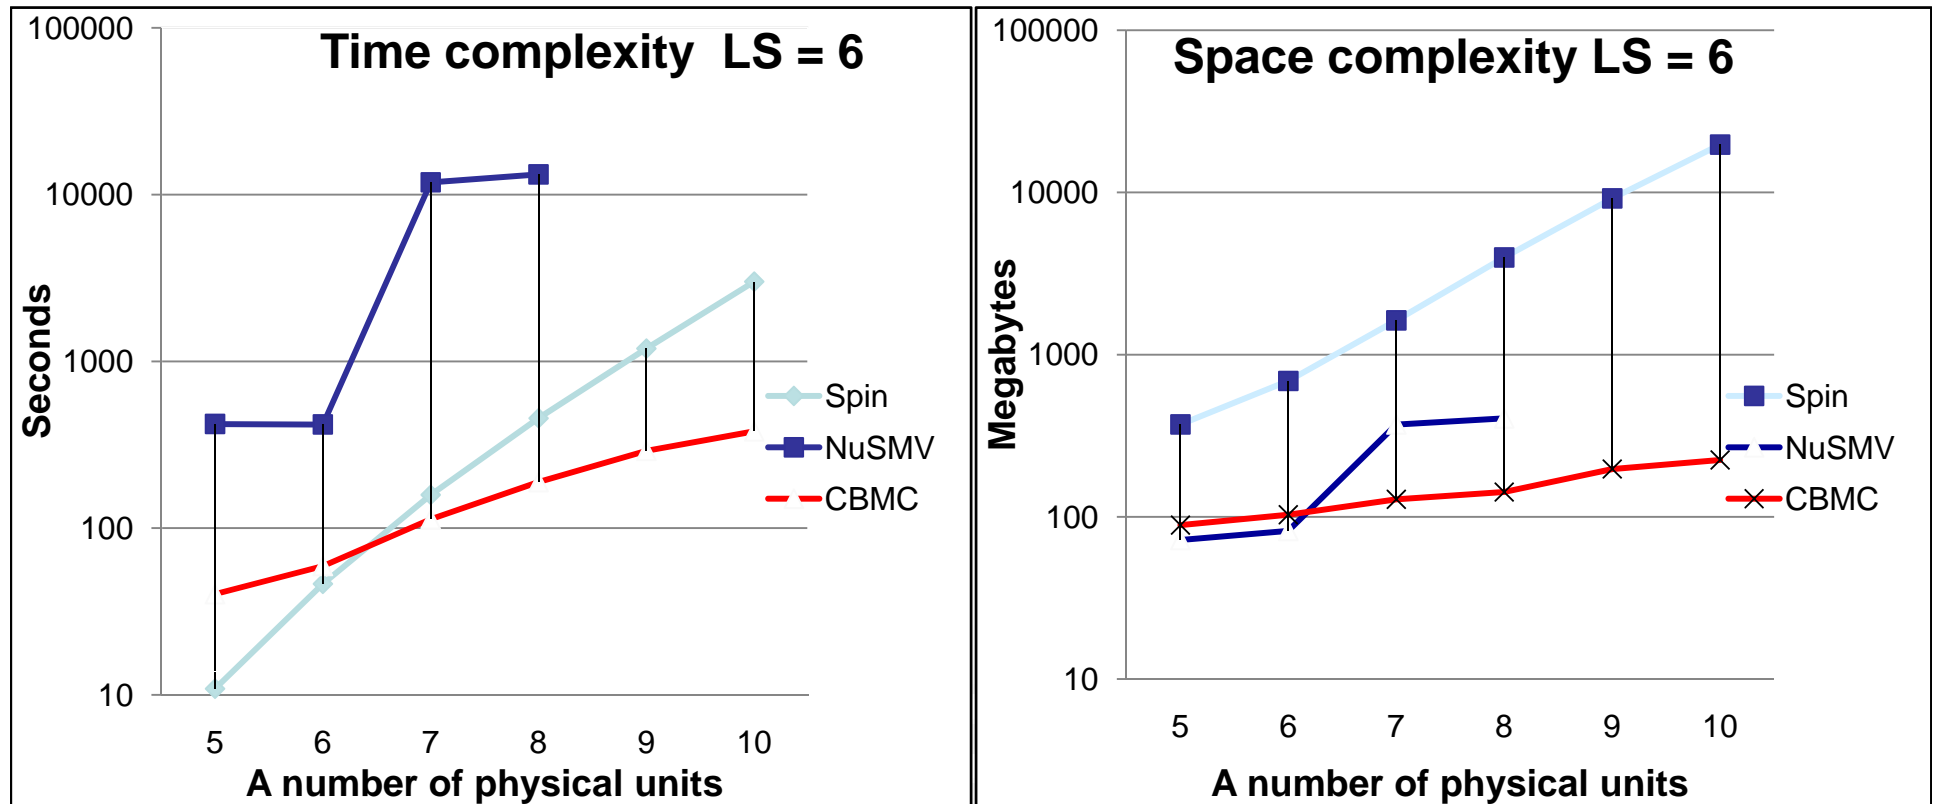 Time complexity  LS = 6
100000
10000
1000
100
10
Seconds
5 6 7 8 9 10
A number of physical units
Spin
NuSMV
CBMC
Space complexity LS = 6
100000
10000
1000
100
10
Megabytes
5 6 7 8 9 10
A number of physical units
Spin
NuSMV
CBMC